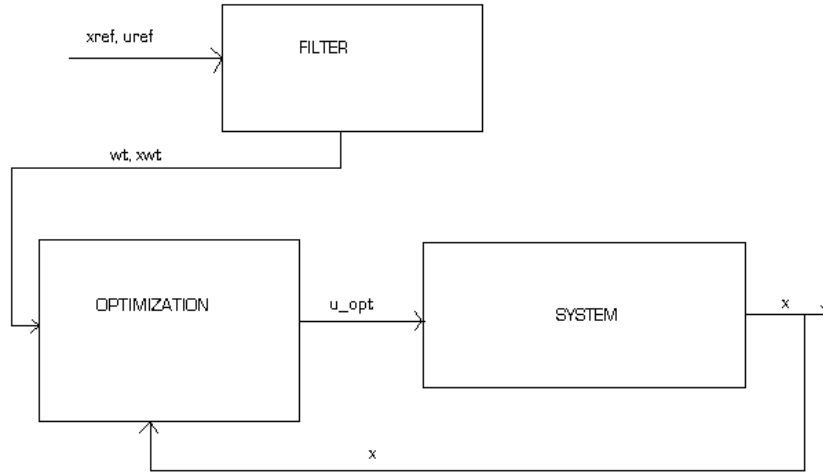 xref, uref
FILTER
wt, xwt
OPTIMIZATION
u_opt
SYSTEM
x
x